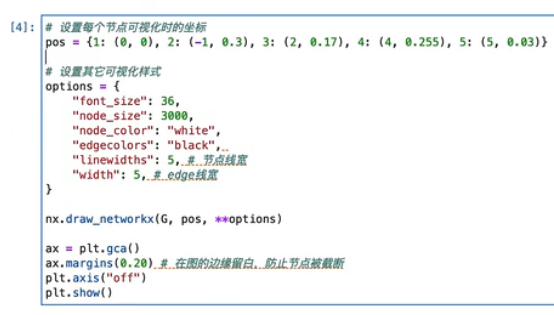 [4]: # 设置每个节点可视化时的坐标
pos = {1: (0, 0), 2: (-1, 0.3), 3: (2, 0.17), 4: (4, 0.255), 5: (5, 0.03)}
# 设置其它可视化样式
options = {
    "font_size": 36,
    "node_size": 3000,
    "node_color": "white",
    "edgecolors": "black",
    "linewidths": 5, # 节点线宽
    "width": 5, # edge线宽
}
nx.draw_networkx(G, pos, **options)
ax = plt.gca()
ax.margins(0.20) # 在图的边缘留白，防止节点被截断
plt.axis("off")
plt.show()